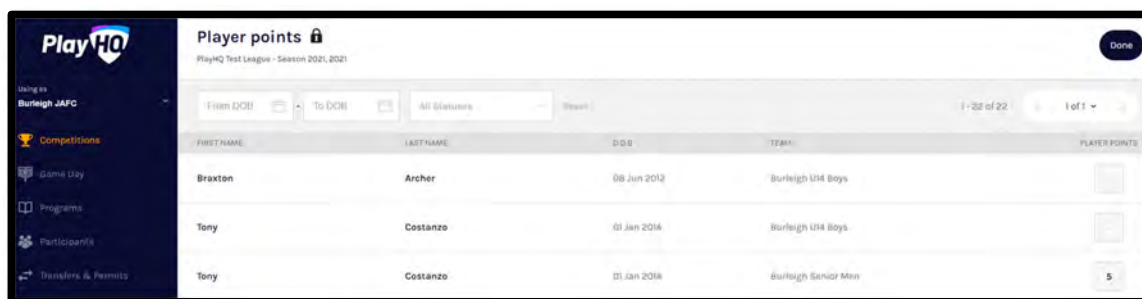 PlayHQ
Player points
PlayHQ Test League - Season 2021, 2021
Done
Using as
Burleigh JAFC
From DOB - To DOB All Statuses Reset 1 - 22 of 22 1 of 1
Competitions
Game Day
Programs
Participants
Transfers & Permits
FIRST NAME LAST NAME D.O.B TEAM PLAYER POINTS
Braxton Archer 08 Jun 2012 Burleigh U14 Boys
Tony Costanzo 01 Jan 2014 Burleigh U14 Boys
Tony Costanzo 01 Jan 2014 Burleigh Senior Men 5